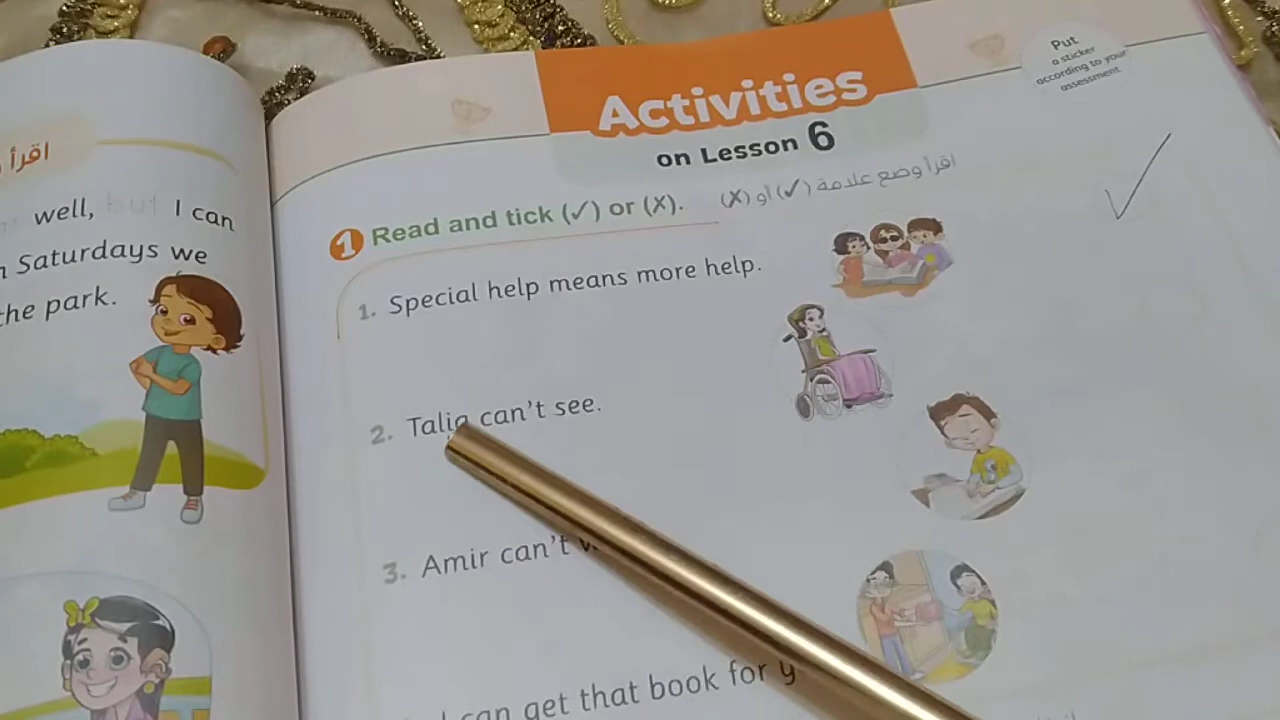 اقرأ
well, but I can
Saturdays we
the park.
Activities
on Lesson 6
Put
a sticker
according to your
assessment
1 Read and tick (✓) or (X). اقرأ وضع علامة (✓) أو (X)
1. Special help means more help.
2. Talia can't see.
3. Amir can't
I can get that book for